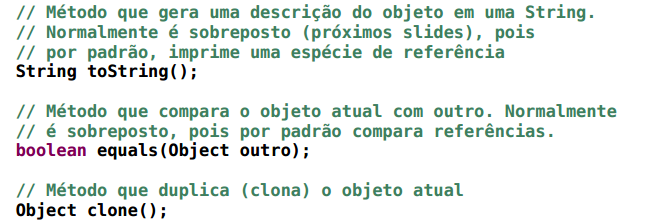 // Método que gera uma descrição do objeto em uma String.
// Normalmente é sobreposto (próximos slides), pois
// por padrão, imprime uma espécie de referência
String toString();
// Método que compara o objeto atual com outro. Normalmente
// é sobreposto, pois por padrão compara referências.
boolean equals(Object outro);
// Método que duplica (clona) o objeto atual
Object clone();